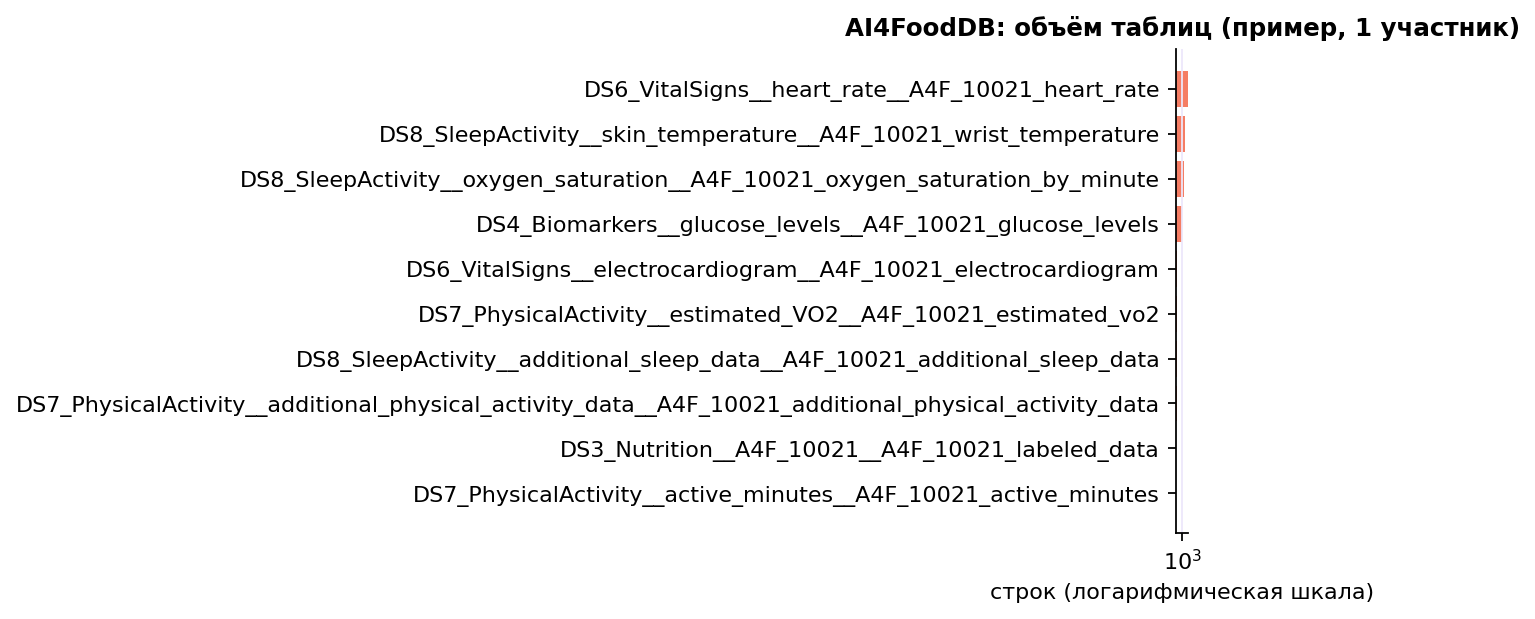 AI4FoodDB: объём таблиц (пример, 1 участник)
DS6_VitalSigns__heart_rate__A4F_10021_heart_rate
DS8_SleepActivity__skin_temperature__A4F_10021_wrist_temperature
DS8_SleepActivity__oxygen_saturation__A4F_10021_oxygen_saturation_by_minute
DS4_Biomarkers__glucose_levels__A4F_10021_glucose_levels
DS6_VitalSigns__electrocardiogram__A4F_10021_electrocardiogram
DS7_PhysicalActivity__estimated_VO2__A4F_10021_estimated_vo2
DS8_SleepActivity__additional_sleep_data__A4F_10021_additional_sleep_data
DS7_PhysicalActivity__additional_physical_activity_data__A4F_10021_additional_physical_activity_data
DS3_Nutrition__A4F_10021__A4F_10021_labeled_data
DS7_PhysicalActivity__active_minutes__A4F_10021_active_minutes
10³
строк (логарифмическая шкала)